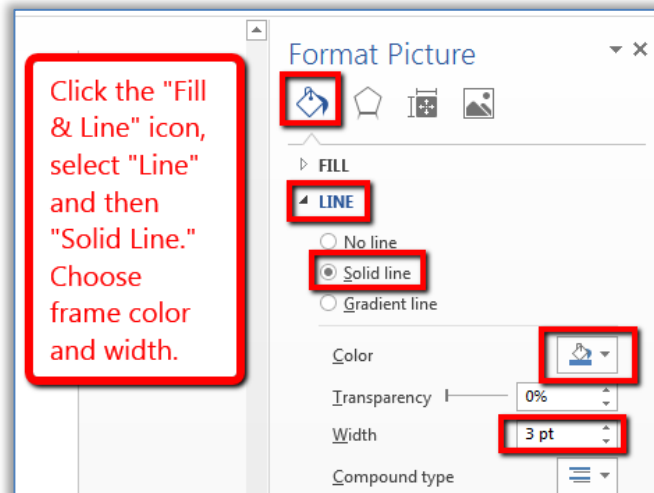 Click the "Fill
& Line" icon,
select "Line"
and then
"Solid Line."
Choose
frame color
and width.
Format Picture
FILL
LINE
No line
Solid line
Gradient line
Color
Transparency 0%
Width 3 pt
Compound type